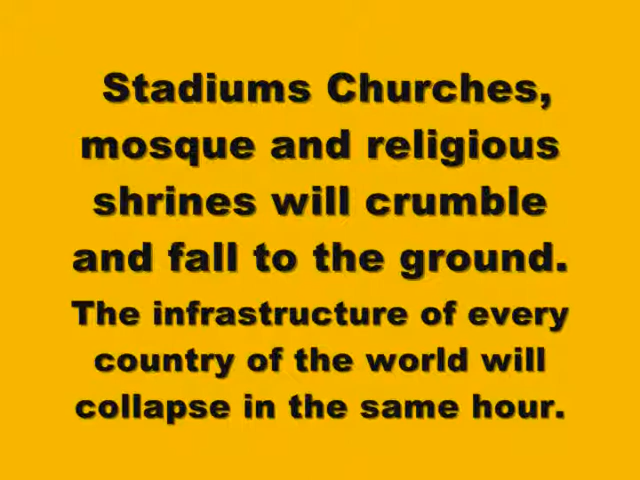 Stadiums Churches,
mosque and religious
shrines will crumble
and fall to the ground.
The infrastructure of every
country of the world will
collapse in the same hour.